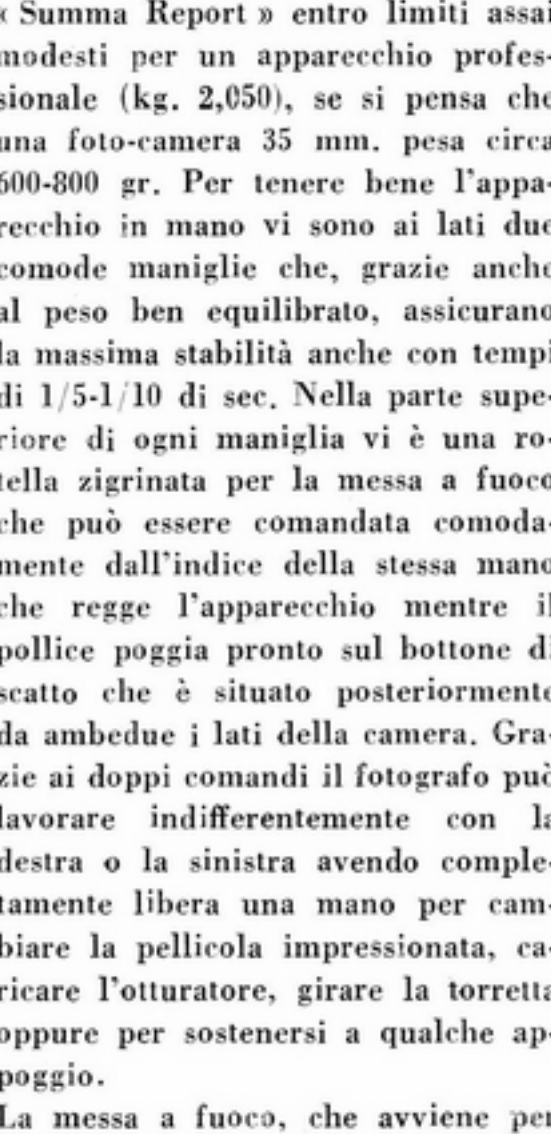 « Summa Report » entro limiti assai
modesti per un apparecchio profes-
sionale (kg. 2,050), se si pensa che
una foto-camera 35 mm. pesa circa
600-800 gr. Per tenere bene l'appa-
recchio in mano vi sono ai lati due
comode maniglie che, grazie anche
al peso ben equilibrato, assicurano
la massima stabilità anche con tempi
di 1/5-1/10 di sec. Nella parte supe-
riore di ogni maniglia vi è una ro-
tella zigrinata per la messa a fuoco
che può essere comandata comoda-
mente dall'indice della stessa mano
che regge l'apparecchio mentre il
pollice poggia pronto sul bottone di
scatto che è situato posteriormente
da ambedue i lati della camera. Gra-
zie ai doppi comandi il fotografo può
lavorare indifferentemente con la
destra o la sinistra avendo comple-
tamente libera una mano per cam-
biare la pellicola impressionata, ca-
ricare l'otturatore, girare la torretta
oppure per sostenersi a qualche ap-
poggio.
La messa a fuoco, che avviene per